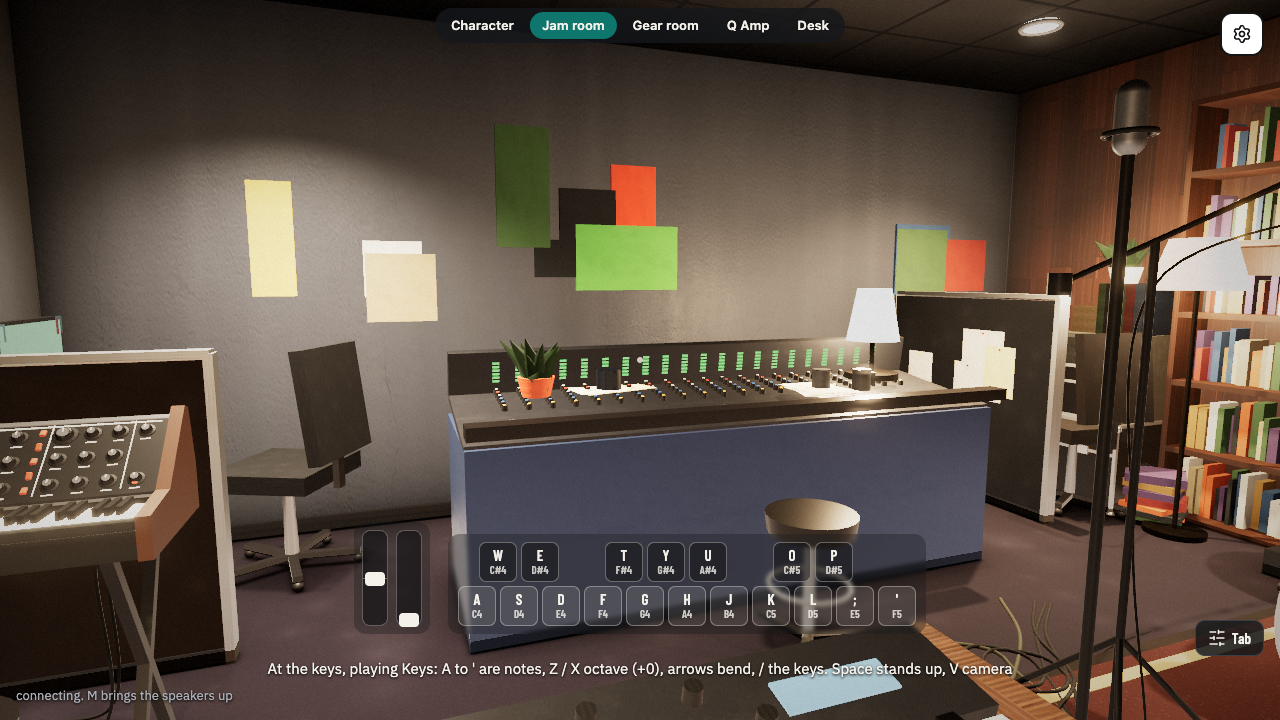 Character Jam room Gear room Q Amp Desk
W E T Y U O P
C#4 D#4 F#4 G#4 A#4 C#5 D#5
A S D F G H J K L ; '
C4 D4 E4 F4 G4 A4 B4 C5 D5 E5 F5
Tab
At the keys, playing Keys: A to ' are notes, Z / X octave (+0), arrows bend, / the keys. Space stands up, V camera
connecting. M brings the speakers up